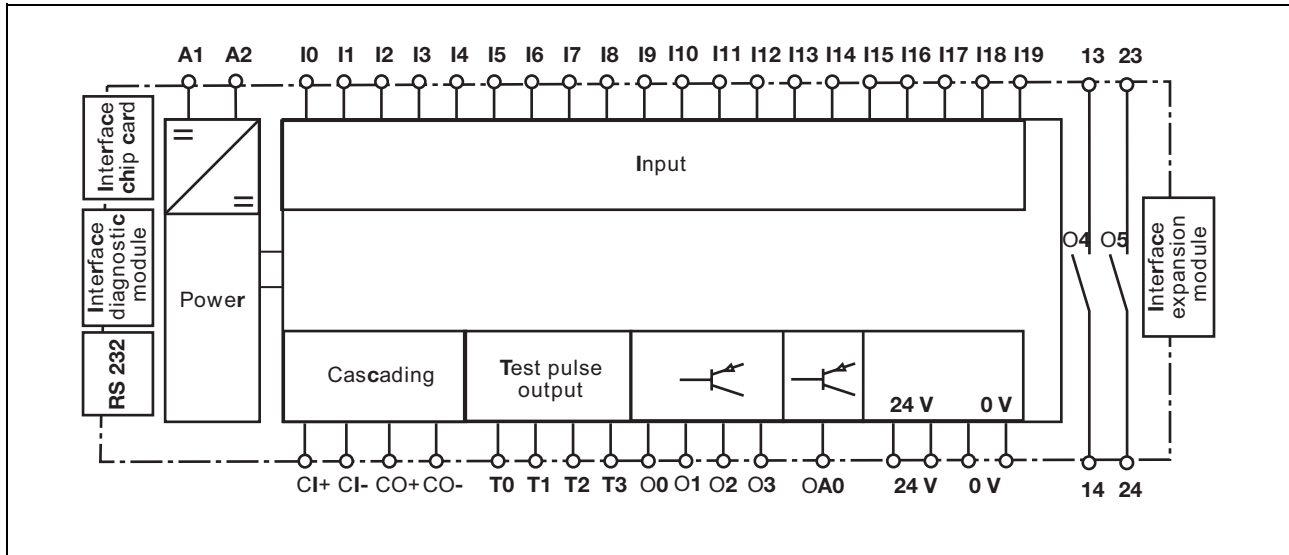 A1 A2 I0 I1 I2 I3 I4 I5 I6 I7 I8 I9 I10 I11 I12 I13 I14 I15 I16 I17 I18 I19 13 23
Interface
chip card
Interface
diagnostic
module
RS 232
Power
Input
O4 O5
Interface
expansion
module
Cascading
Test pulse
output
24 V 0 V
CI+ CI- CO+ CO- T0 T1 T2 T3 O0 O1 O2 O3 OA0 24 V 0 V 14 24